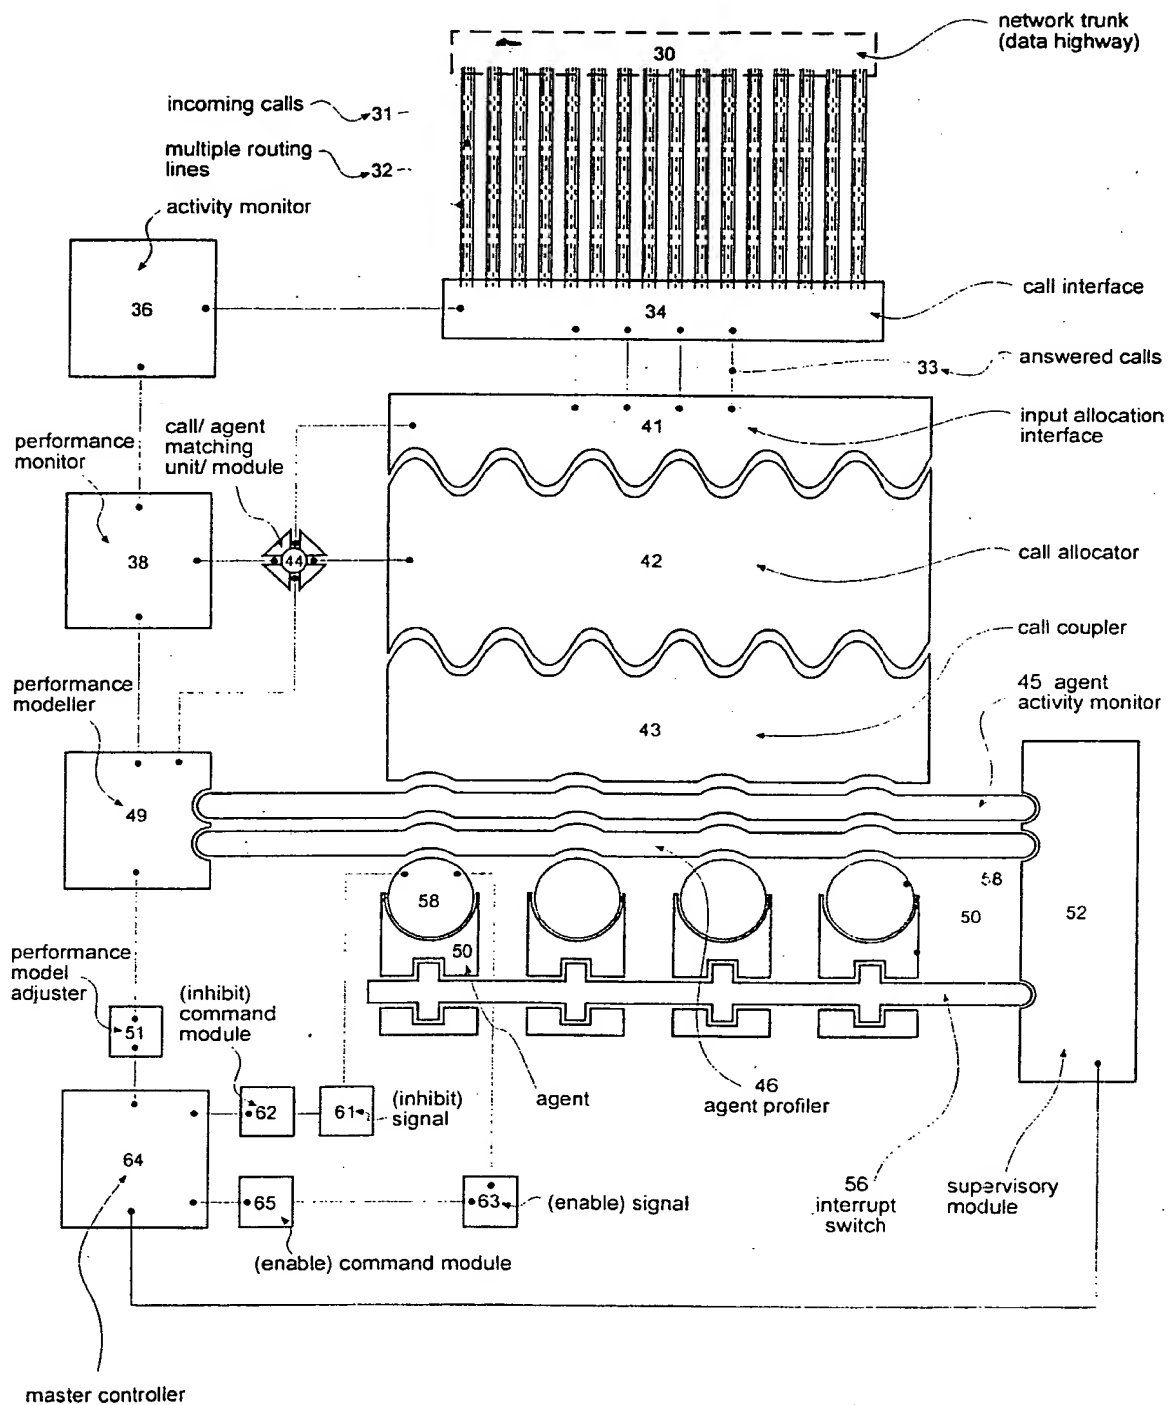 network trunk
(data highway)
30
incoming calls
31
multiple routing
lines
32
activity monitor
36
34
call interface
33
answered calls
41
input allocation
interface
call/ agent
matching
unit/ module
performance
monitor
38
44
42
call allocator
call coupler
performance
modeller
43
45 agent
activity monitor
49
58
58
50
50
52
performance
model
adjuster
(inhibit)
command
module
51
62
61
(inhibit)
signal
agent
46
agent profiler
64
65
63
(enable) signal
56
interrupt
switch
supervisory
module
(enable) command module
master controller